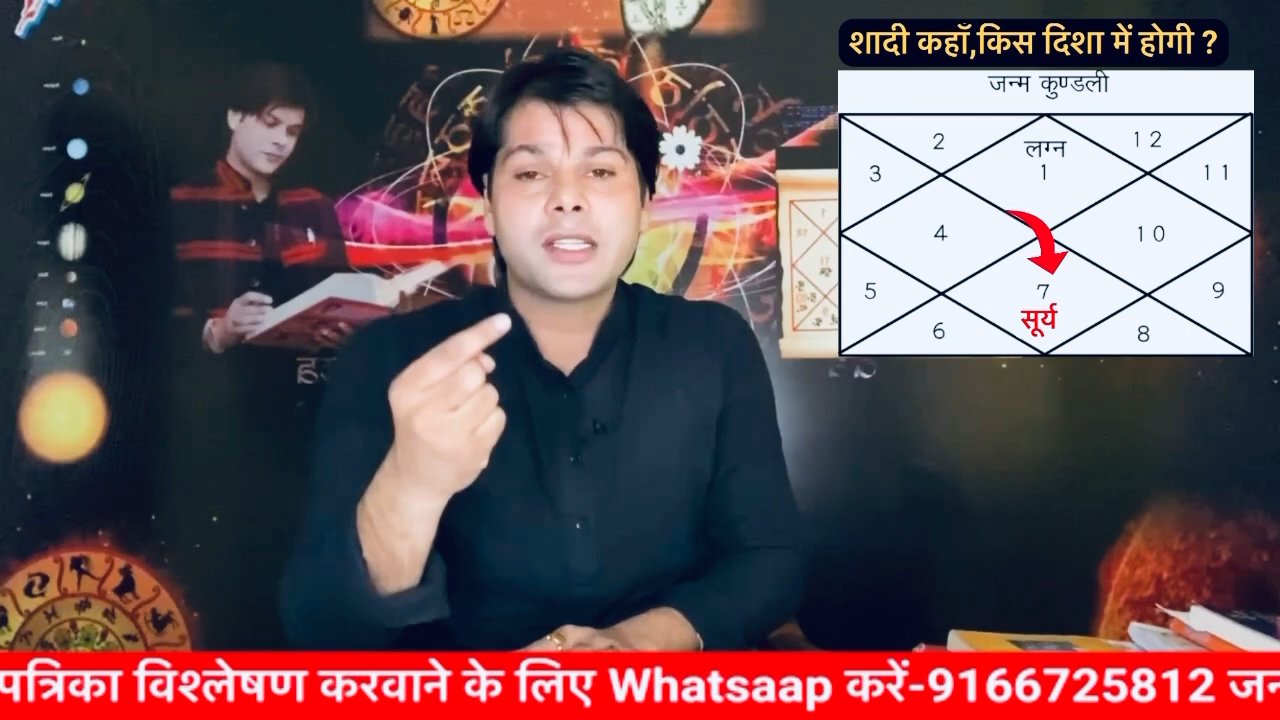 शादी कहाँ,किस दिशा में होगी ?
जन्म कुण्डली
2
लग्न
12
3
1
11
4
10
5
7
9
6
सूर्य
8
पत्रिका विश्लेषण करवाने के लिए Whatsaap करें-9166725812